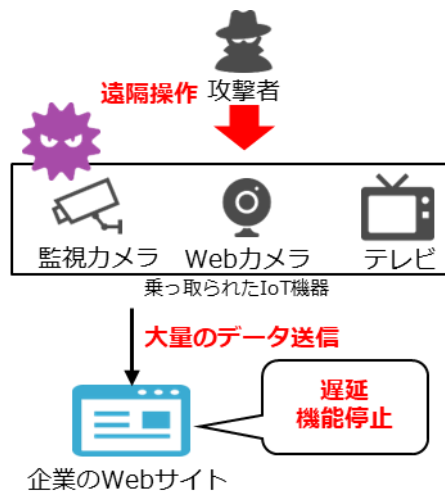 遠隔操作 攻撃者
監視カメラ Webカメラ テレビ
乗っ取られたIoT機器
大量のデータ送信
遅延
機能停止
企業のWebサイト